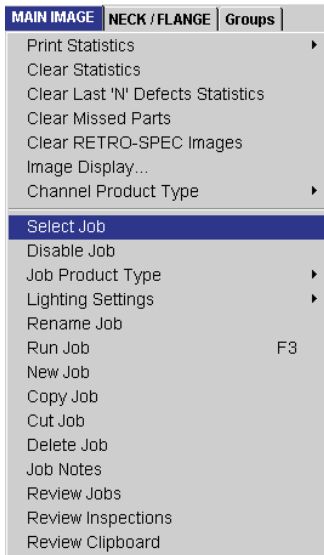 MAIN IMAGE NECK / FLANGE Groups
Print Statistics
Clear Statistics
Clear Last 'N' Defects Statistics
Clear Missed Parts
Clear RETRO-SPEC Images
Image Display...
Channel Product Type
Select Job
Disable Job
Job Product Type
Lighting Settings
Rename Job
Run Job F3
New Job
Copy Job
Cut Job
Delete Job
Job Notes
Review Jobs
Review Inspections
Review Clipboard